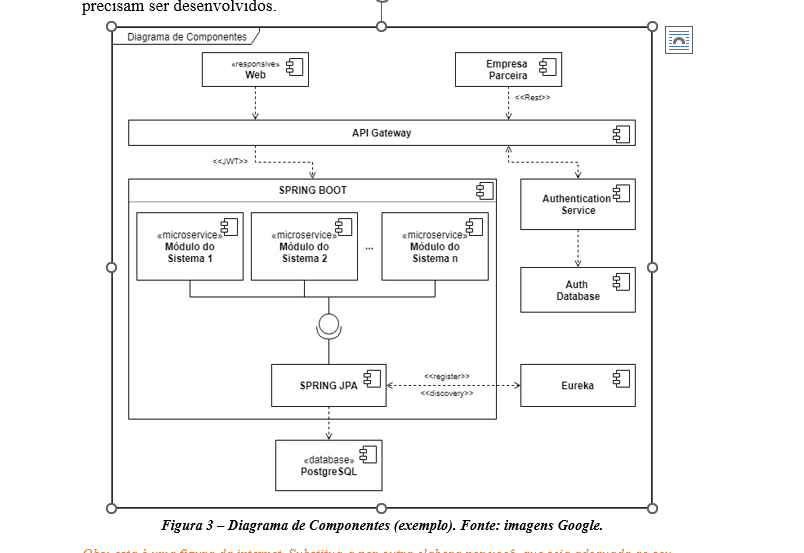 precisam ser desenvolvidos.
Diagrama de Componentes
«responsive»
Web
Empresa
Parceira
<<Rest>>
API Gateway
<<JWT>>
SPRING BOOT
Authentication
Service
«microservice»
Módulo do
Sistema 1
«microservice»
Módulo do
Sistema 2
...
«microservice»
Módulo do
Sistema n
Auth
Database
SPRING JPA
<<register>>
<<discovery>>
Eureka
«database»
PostgreSQL
Figura 3 – Diagrama de Componentes (exemplo). Fonte: imagens Google.